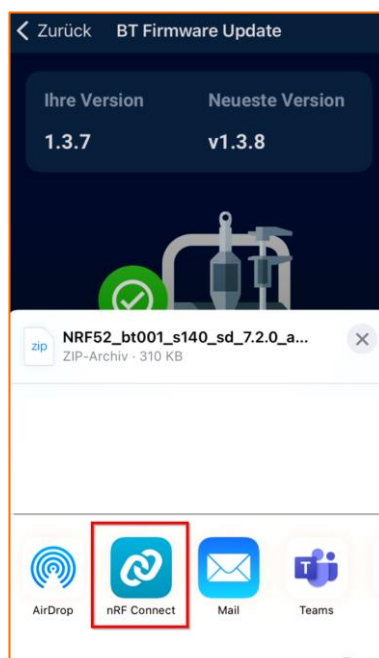 Zurück BT Firmware Update
Ihre Version Neueste Version
1.3.7 v1.3.8
zip NRF52_bt001_s140_sd_7.2.0_a...
ZIP-Archiv · 310 KB
AirDrop nRF Connect Mail Teams